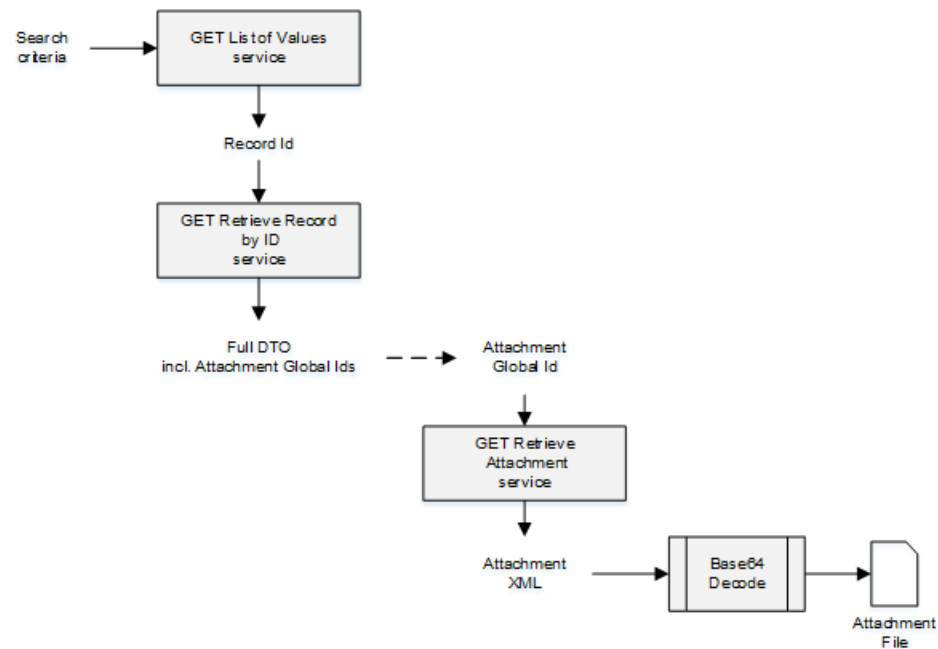 Search
criteria
GET List of Values
service
Record Id
GET Retrieve Record
by ID
service
Full DTO
incl. Attachment Global Ids
Attachment
Global Id
GET Retrieve
Attachment
service
Attachment
XML
Base64
Decode
Attachment
File